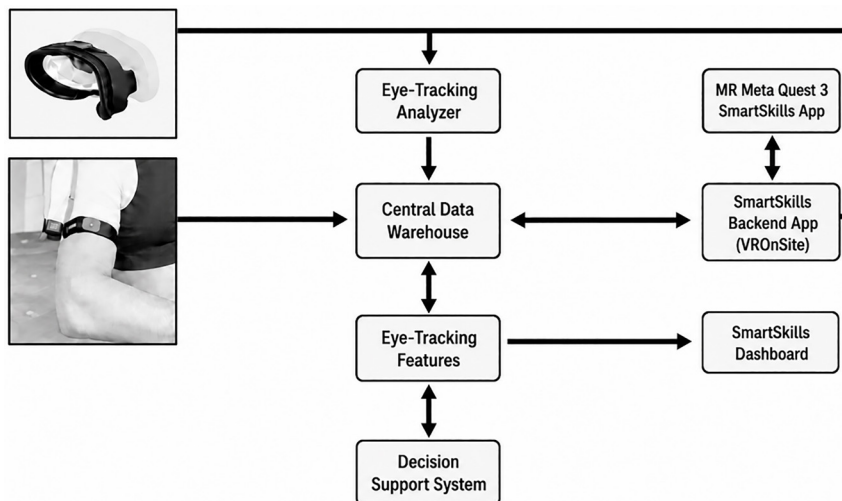 Eye-Tracking
Analyzer
MR Meta Quest 3
SmartSkills App
Central Data
Warehouse
SmartSkills
Backend App
(VROnSite)
Eye-Tracking
Features
SmartSkills
Dashboard
Decision
Support System